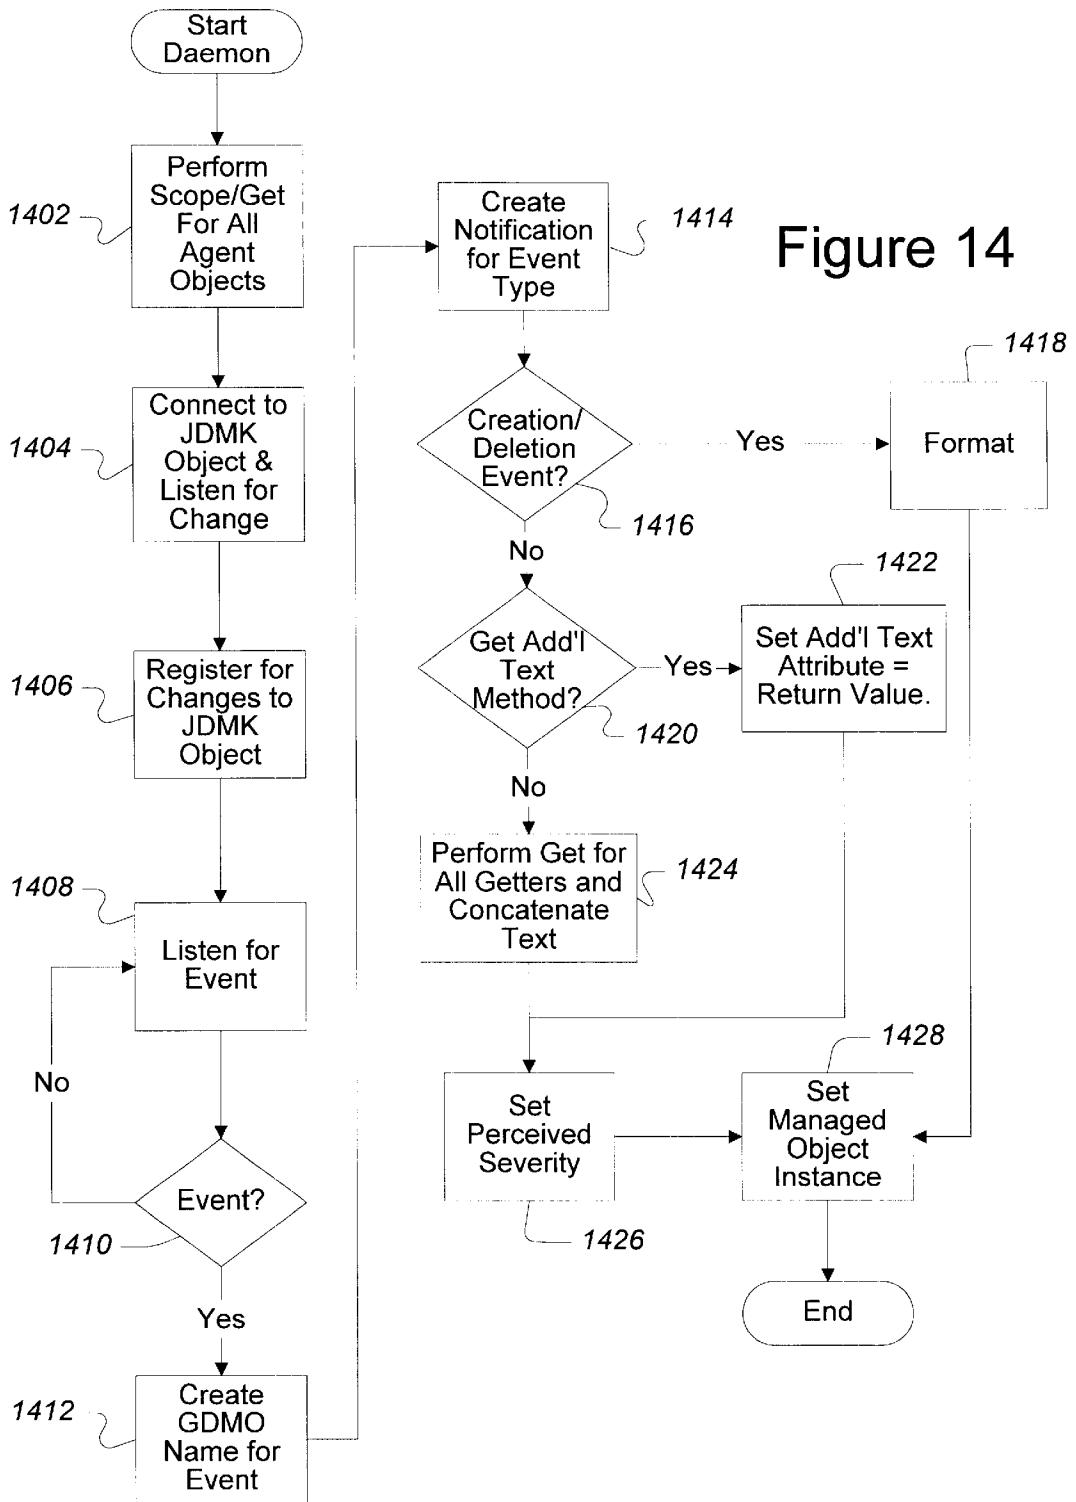 Start
Daemon
1402
Perform
Scope/Get
For All
Agent
Objects
1404
Connect to
JDMK
Object &
Listen for
Change
1406
Register for
Changes to
JDMK
Object
1408
Listen for
Event
No
Event?
1410
Yes
1412
Create
GDMO
Name for
Event
Create
Notification
for Event
Type
1414
Figure 14
Creation/
Deletion
Event?
1416
Yes
1418
Format
No
Get Add'l
Text
Method?
1420
Yes
1422
Set Add'l Text
Attribute =
Return Value.
No
Perform Get for
All Getters and
Concatenate
Text
1424
Set
Perceived
Severity
1426
1428
Set
Managed
Object
Instance
End